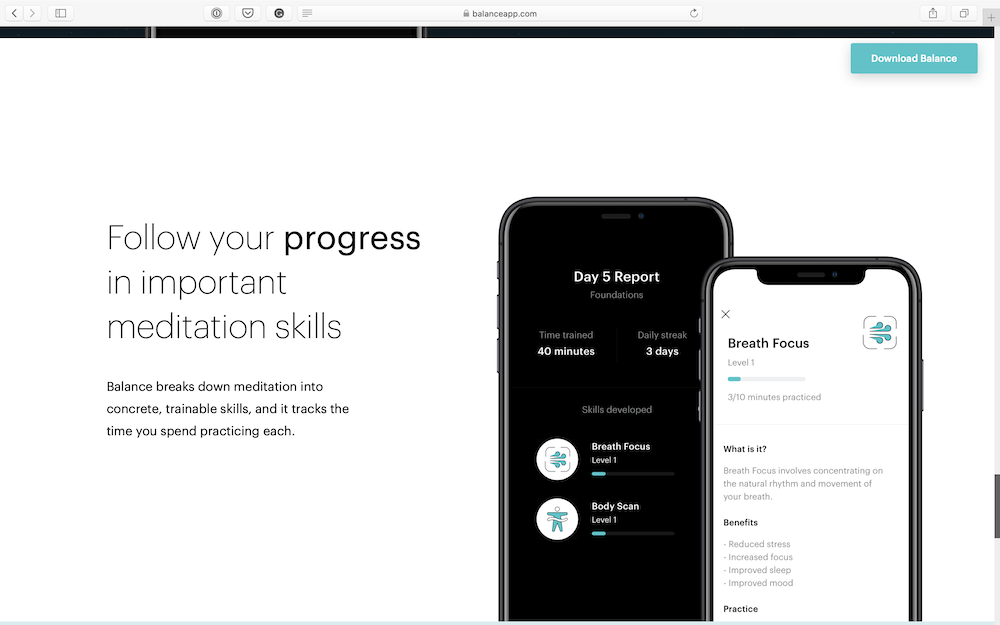 balanceapp.com
Download Balance
Follow your progress
in important
meditation skills
Balance breaks down meditation into
concrete, trainable skills, and it tracks the
time you spend practicing each.
Day 5 Report
Foundations
Time trained
40 minutes
Daily streak
3 days
Skills developed
Breath Focus
Level 1
Body Scan
Level 1
Breath Focus
Level 1
3/10 minutes practiced
What is it?
Breath Focus involves concentrating on
the natural rhythm and movement of
your breath.
Benefits
- Reduced stress
- Increased focus
- Improved sleep
- Improved mood
Practice